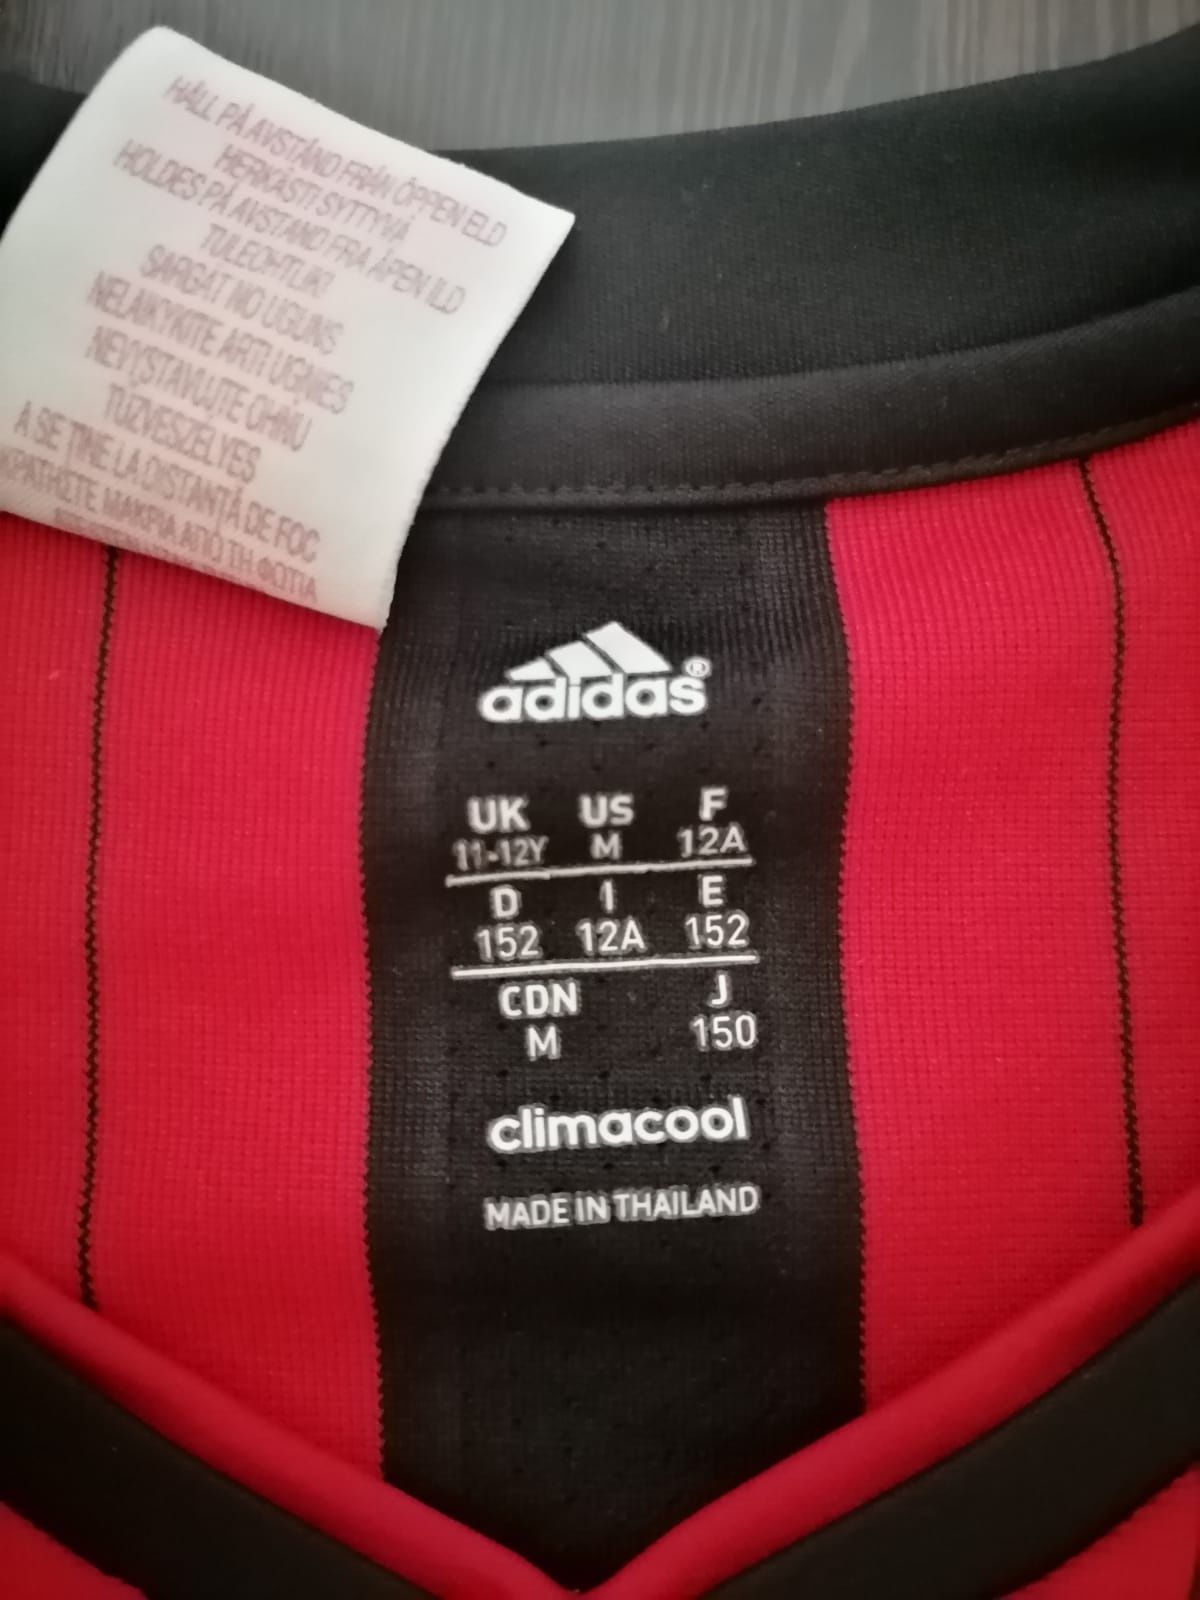 HÅLL PÅ AVSTÅND FRÅN ÖPPEN ELD
HERKÄSTI SYTTYVÄ
HOLDES PÅ AVSTAND FRA ÅPEN ILD
TULEOHTLIK!
SARGĀT NO UGUNS
NELAIKYKITE ARTI UGNIES
NEVYSTAVUJTE OHNU
TŰZVESZÉLYES
A SE ȚINE LA DISTANȚĂ DE FOC
ΚΡΑΤΗΣΤΕ ΜΑΚΡΙΑ ΑΠΟ ΤΗ ΦΩΤΙΑ
adidas®
UK US F
11-12Y M 12A
D I E
152 12A 152
CDN J
M 150
climacool
MADE IN THAILAND